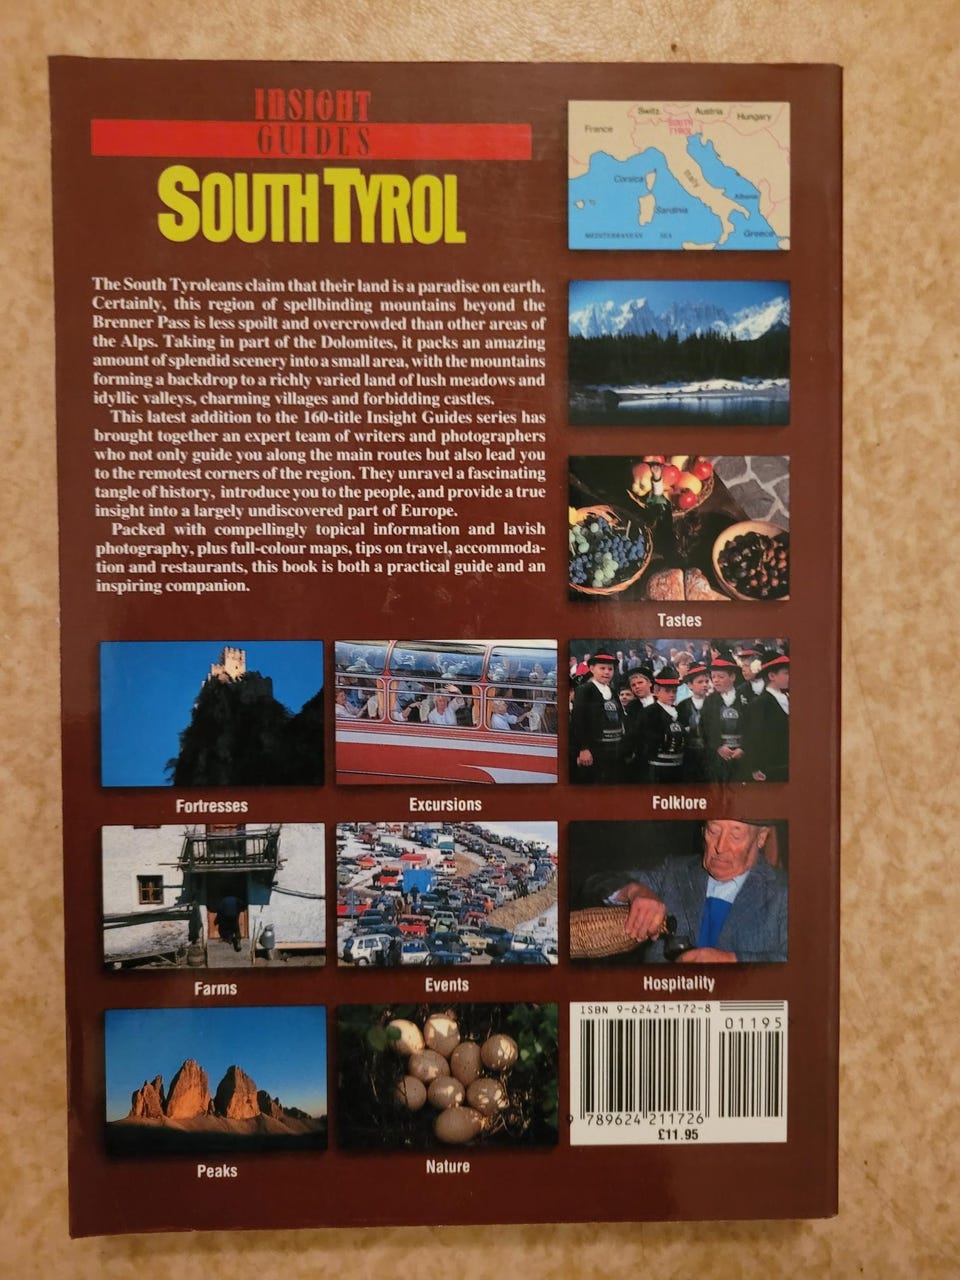 INSIGHT
GUIDES
SOUTH TYROL
The South Tyroleans claim that their land is a paradise on earth.
Certainly, this region of spellbinding mountains beyond the
Brenner Pass is less spoilt and overcrowded than other areas of
the Alps. Taking in part of the Dolomites, it packs an amazing
amount of splendid scenery into a small area, with the mountains
forming a backdrop to a richly varied land of lush meadows and
idyllic valleys, charming villages and forbidding castles.
This latest addition to the 160-title Insight Guides series has
brought together an expert team of writers and photographers
who not only guide you along the main routes but also lead you
to the remotest corners of the region. They unravel a fascinating
tangle of history, introduce you to the people, and provide a true
insight into a largely undiscovered part of Europe.
Packed with compellingly topical information and lavish
photography, plus full-colour maps, tips on travel, accommoda-
tion and restaurants, this book is both a practical guide and an
inspiring companion.
Switz
Austria
Hungary
France
SOUTH
TYROL
Italy
Corsica
Albania
Sardinia
Greece
MEDITERRANEAN SEA
Tastes
Fortresses
Excursions
Folklore
Farms
Events
Hospitality
Peaks
Nature
ISBN 9-62421-172-8
01195
9 789624 211726
£11.95